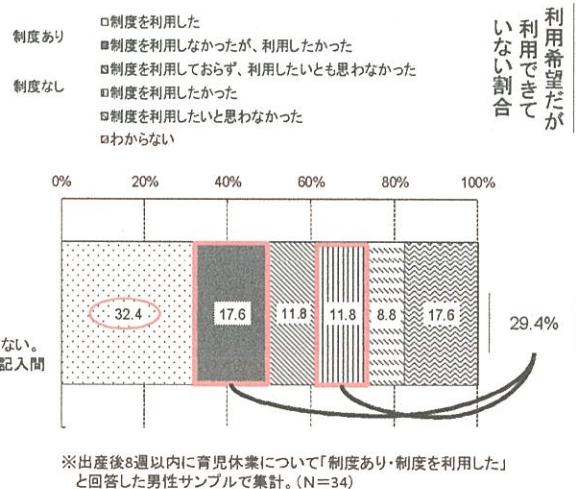 利用希望だが
利用できて
いない割合
制度あり
□制度を利用した
■制度を利用しなかったが、利用したかった
制度を利用しておらず、利用したいとも思わなかった
制度なし
制度を利用したかった
制度を利用したいと思わなかった
わからない
0% 20% 40% 60% 80% 100%
32.4 17.6 11.8 11.8 8.8 17.6
29.4%
ない。
記入間
※出産後8週以内に育児休業について「制度あり・制度を利用した」
と回答した男性サンプルで集計。(N=34)